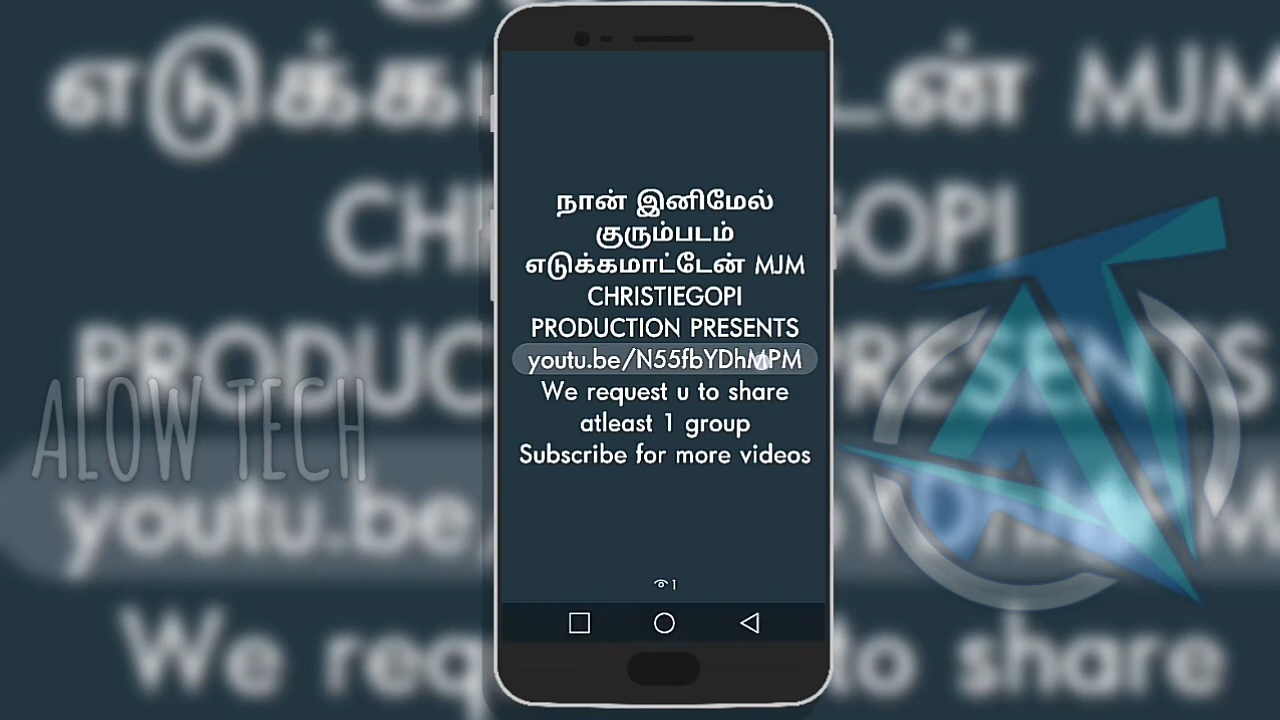 நான் இனிமேல்
குரும்படம்
எடுக்கமாட்டேன் MJM
CHRISTIEGOPI
PRODUCTION PRESENTS
youtu.be/N55fbYDhMPM
We request u to share
atleast 1 group
Subscribe for more videos
1
ALOW TECH